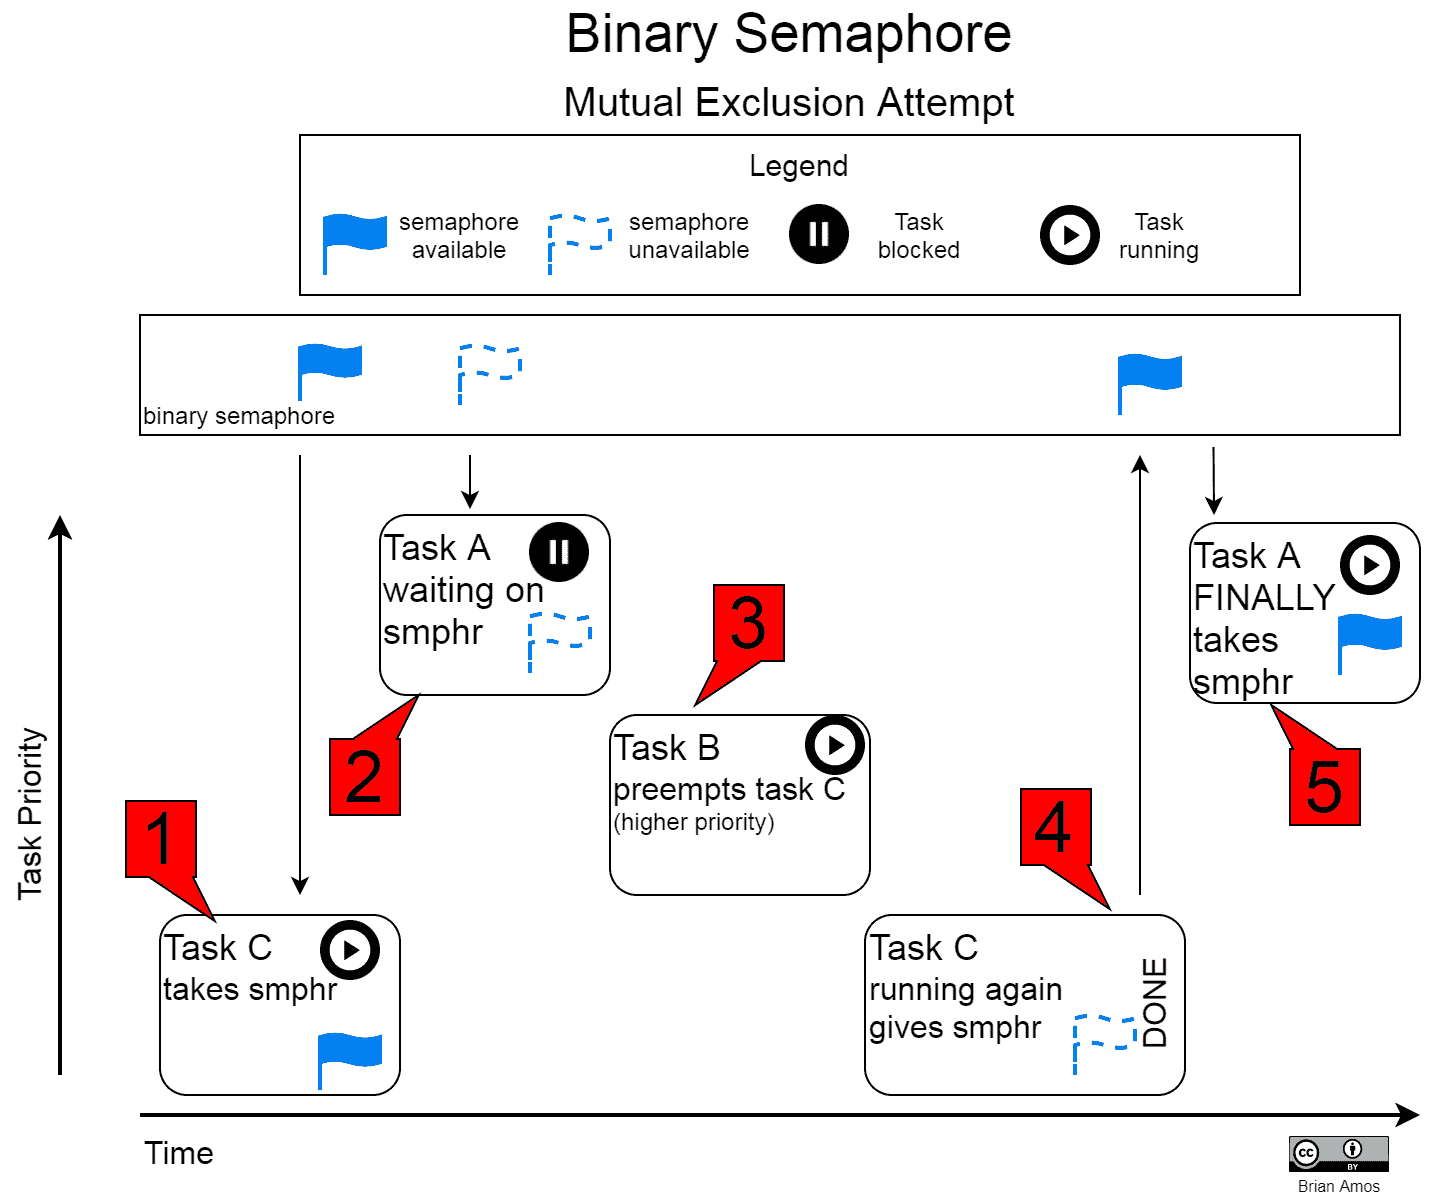 Binary Semaphore
Mutual Exclusion Attempt
Legend
semaphore
available
semaphore
unavailable
Task
blocked
Task
running
binary semaphore
Task Priority
1
Task C
takes smphr
2
Task A
waiting on
smphr
3
Task B
preempts task C
(higher priority)
4
Task C
running again
gives smphr
DONE
5
Task A
FINALLY
takes
smphr
Time
cc
BY
Brian Amos